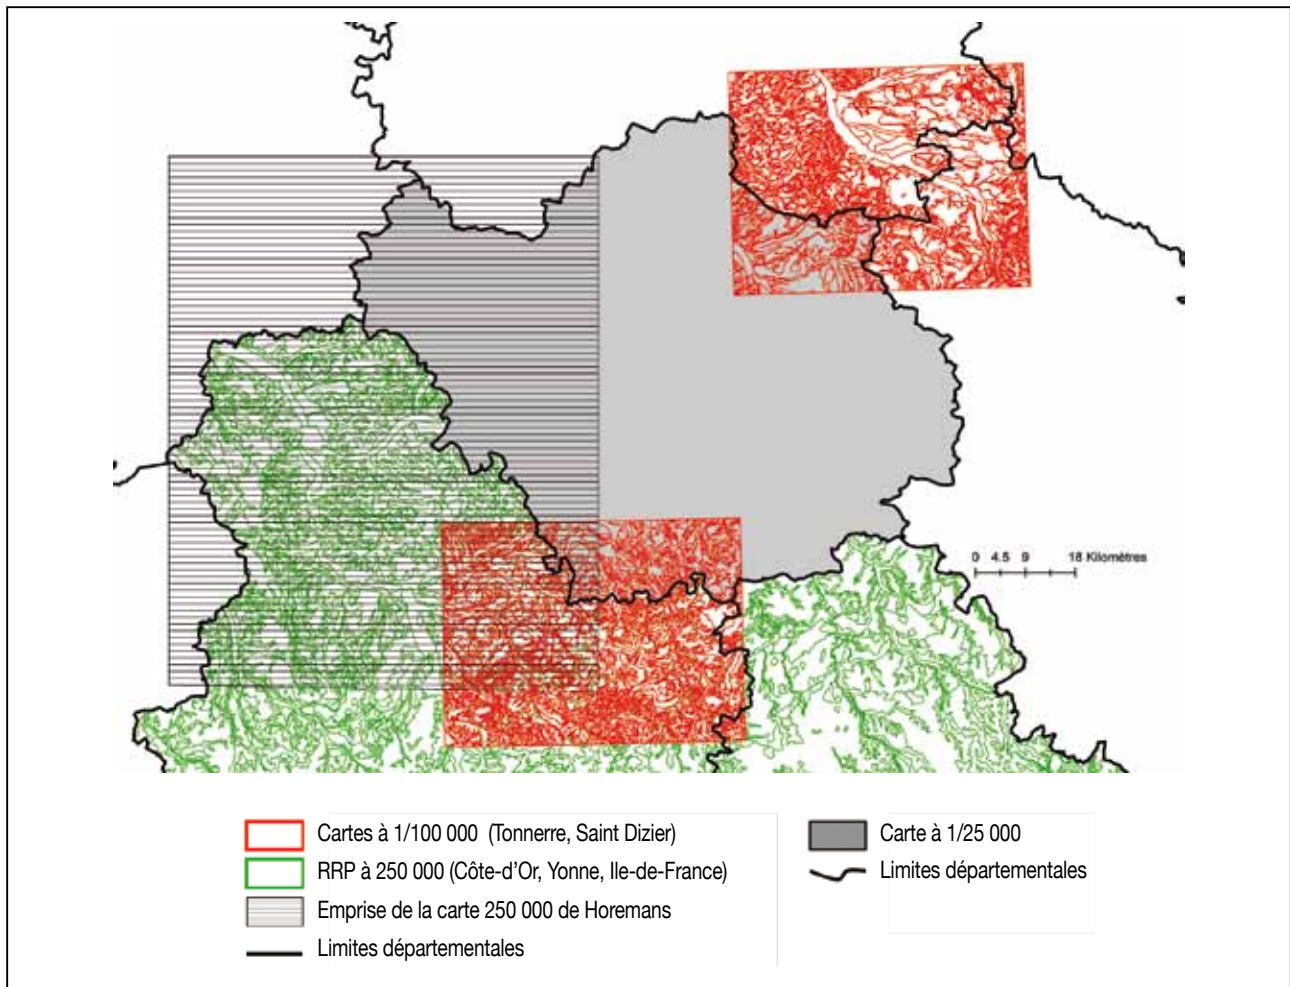 0 4.5 9 18 Kilomètres
Cartes à 1/100 000 (Tonnerre, Saint Dizier)
RRP à 250 000 (Côte-d'Or, Yonne, Ile-de-France)
Emprise de la carte 250 000 de Horemans
Limites départementales
Carte à 1/25 000
Limites départementales